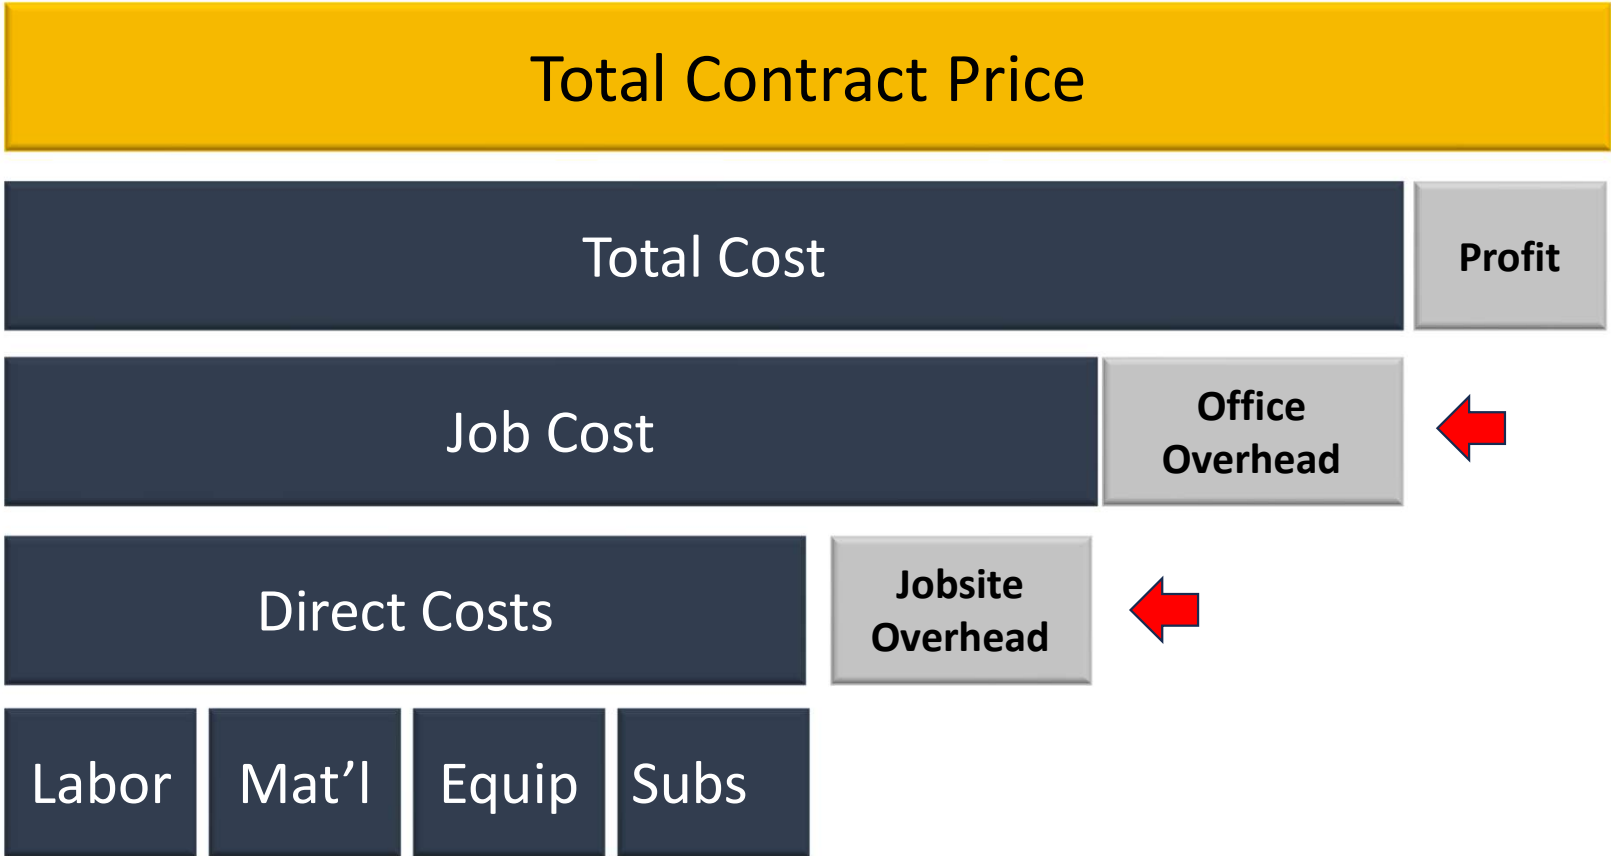 Total Contract Price
Total Cost
Profit
Job Cost
Office
Overhead
Direct Costs
Jobsite
Overhead
Labor
Mat’l
Equip
Subs